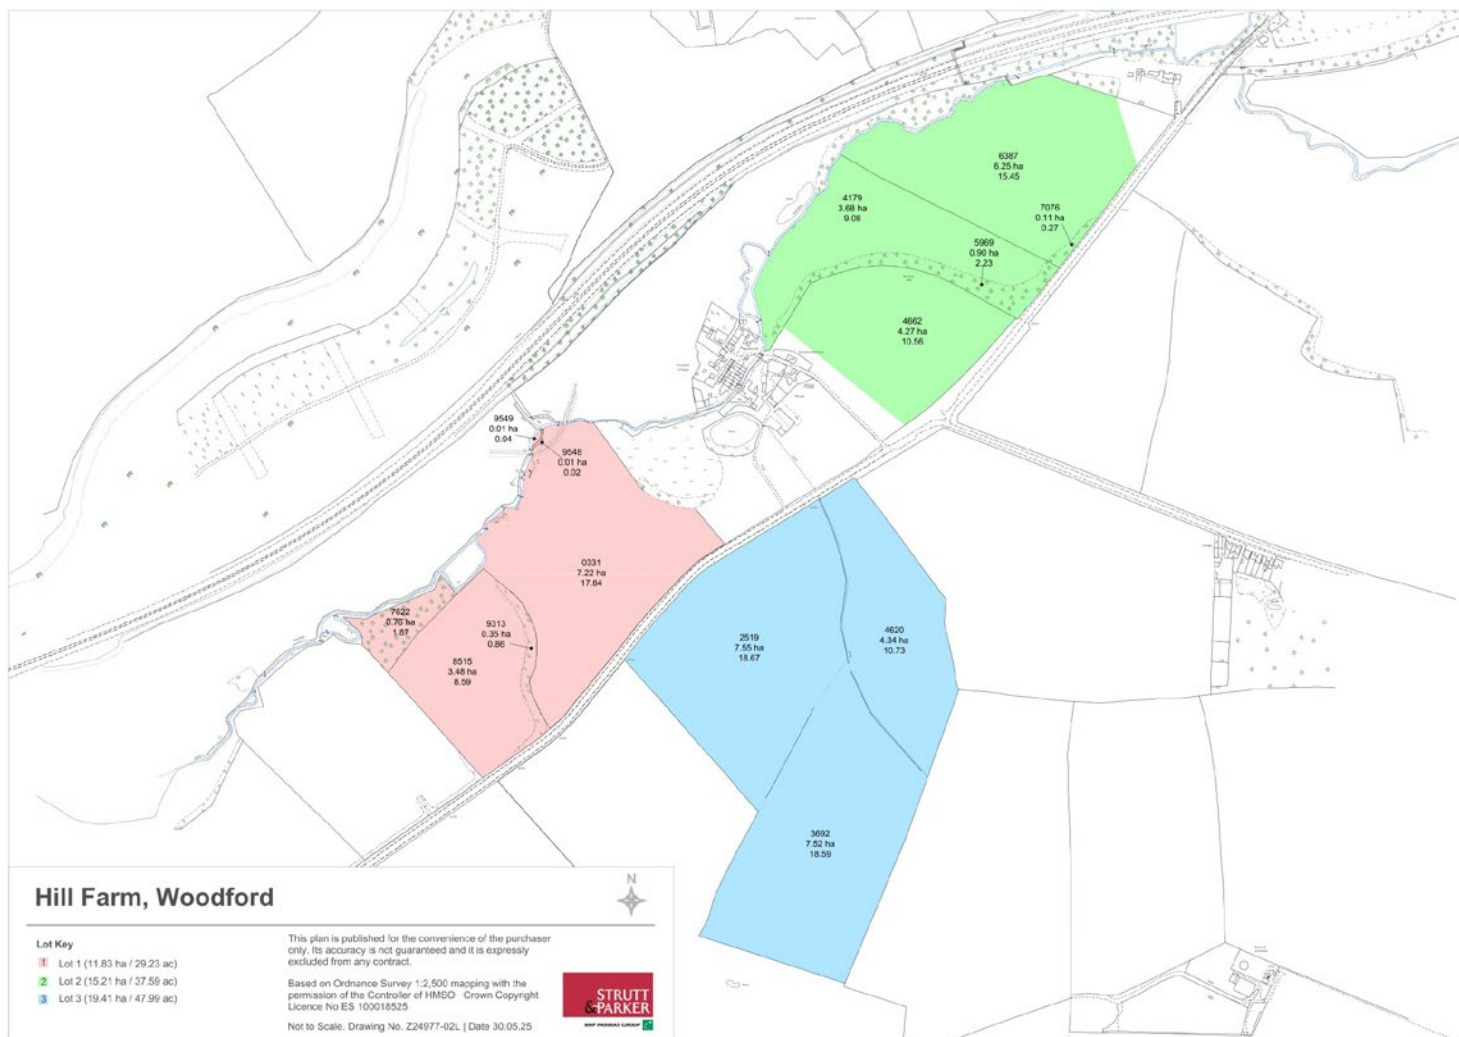 6387
6.25 ha
15.45
4179
3.68 ha
9.08
7076
0.11 ha
0.27
5969
0.90 ha
2.23
4662
4.27 ha
10.56
9549
0.01 ha
0.04
9548
0.01 ha
0.02
0331
7.22 ha
17.84
7622
0.76 ha
1.87
9313
0.35 ha
0.86
8515
3.48 ha
8.59
2519
7.55 ha
18.67
4620
4.34 ha
10.73
3692
7.52 ha
18.59
Hill Farm, Woodford
N
Lot Key
1 Lot 1 (11.83 ha / 29.23 ac)
2 Lot 2 (15.21 ha / 37.59 ac)
3 Lot 3 (19.41 ha / 47.99 ac)
This plan is published for the convenience of the purchaser
only. Its accuracy is not guaranteed and it is expressly
excluded from any contract.
Based on Ordnance Survey 1:2,500 mapping with the
permission of the Controller of HMSO Crown Copyright
Licence No ES 100018525
Not to Scale. Drawing No. Z24977-02L | Date 30.05.25
STRUTT
&PARKER
BNP PARIBAS GROUP